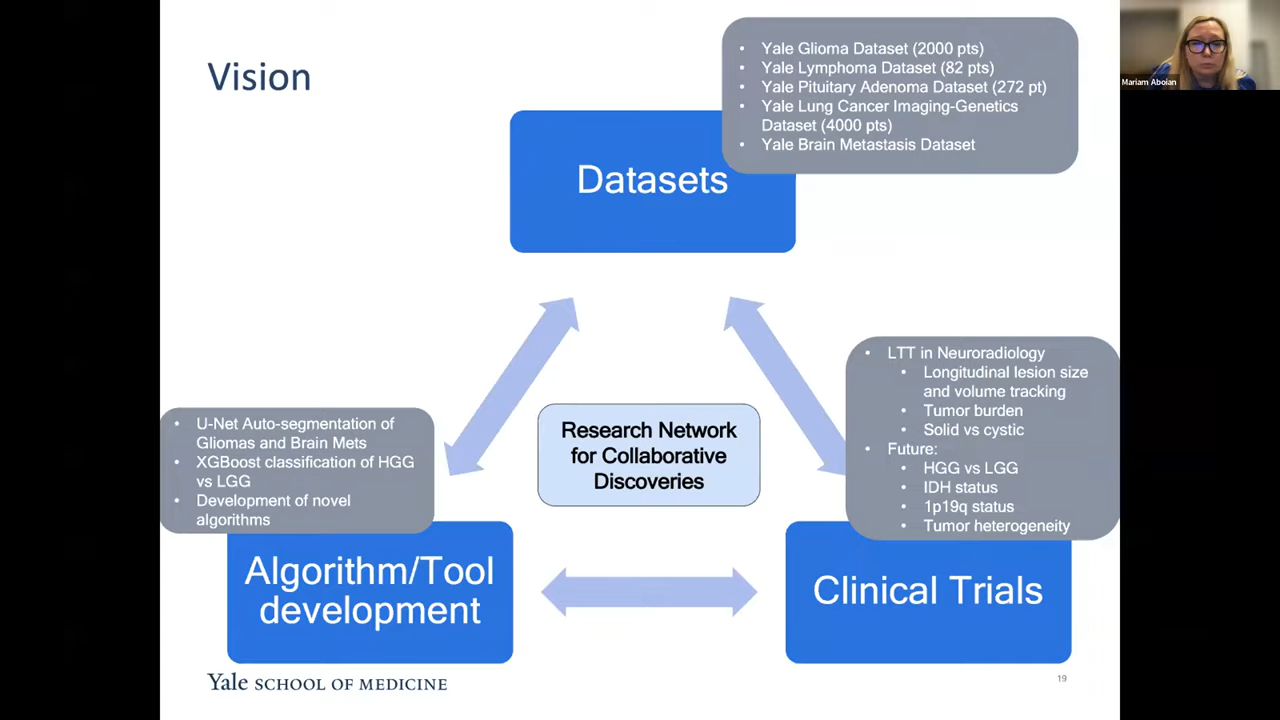 Vision
• Yale Glioma Dataset (2000 pts)
• Yale Lymphoma Dataset (82 pts)
• Yale Pituitary Adenoma Dataset (272 pt)
• Yale Lung Cancer Imaging-Genetics
Dataset (4000 pts)
• Yale Brain Metastasis Dataset
Mariam Aboian
Datasets
• LTT in Neuroradiology
• Longitudinal lesion size
and volume tracking
• Tumor burden
• Solid vs cystic
• Future:
• HGG vs LGG
• IDH status
• 1p19q status
• Tumor heterogeneity
• U-Net Auto-segmentation of
Gliomas and Brain Mets
• XGBoost classification of HGG
vs LGG
• Development of novel
algorithms
Research Network
for Collaborative
Discoveries
Algorithm/Tool
development
Clinical Trials
Yale SCHOOL OF MEDICINE
19